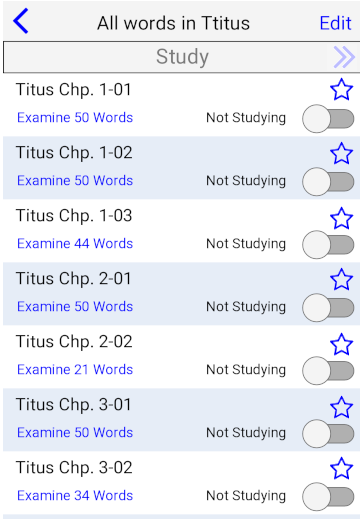 All words in Ttitus Edit
Study
Titus Chp. 1-01
Examine 50 Words Not Studying
Titus Chp. 1-02
Examine 50 Words Not Studying
Titus Chp. 1-03
Examine 44 Words Not Studying
Titus Chp. 2-01
Examine 50 Words Not Studying
Titus Chp. 2-02
Examine 21 Words Not Studying
Titus Chp. 3-01
Examine 50 Words Not Studying
Titus Chp. 3-02
Examine 34 Words Not Studying